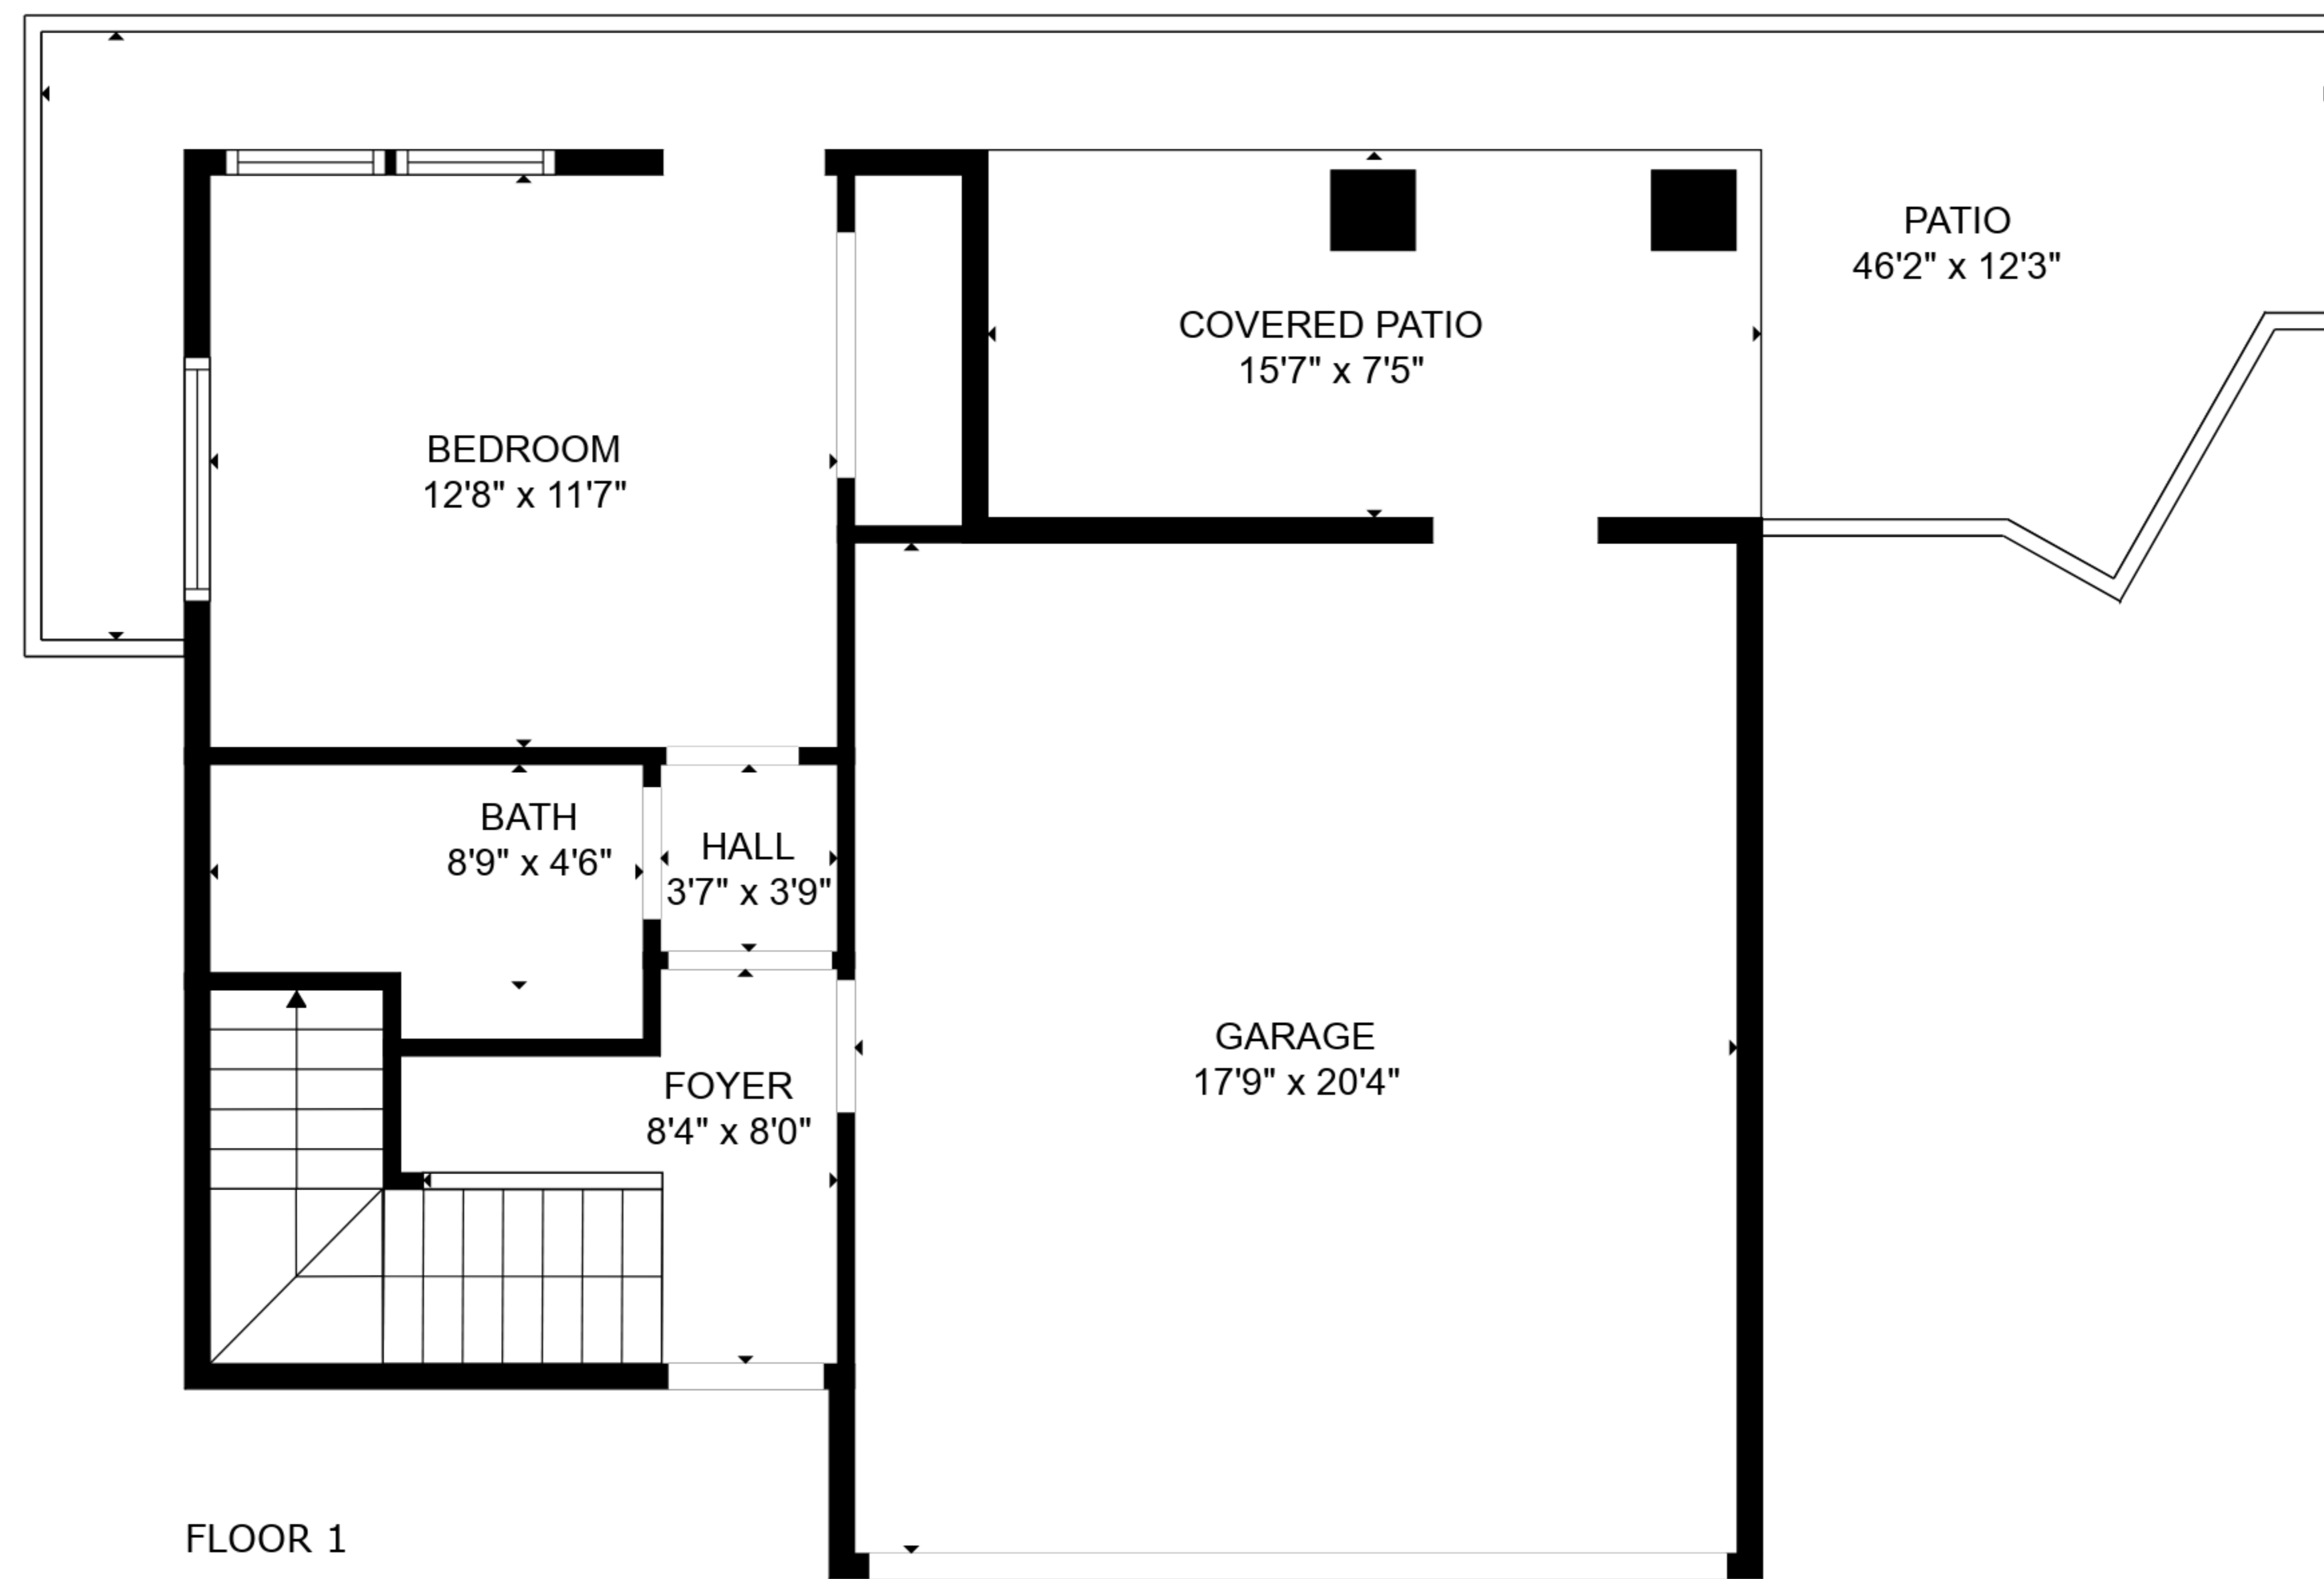 PATIO
46'2" x 12'3"
COVERED PATIO
15'7" x 7'5"
BEDROOM
12'8" x 11'7"
BATH
8'9" x 4'6"
HALL
3'7" x 3'9"
GARAGE
17'9" x 20'4"
FOYER
8'4" x 8'0"
FLOOR 1